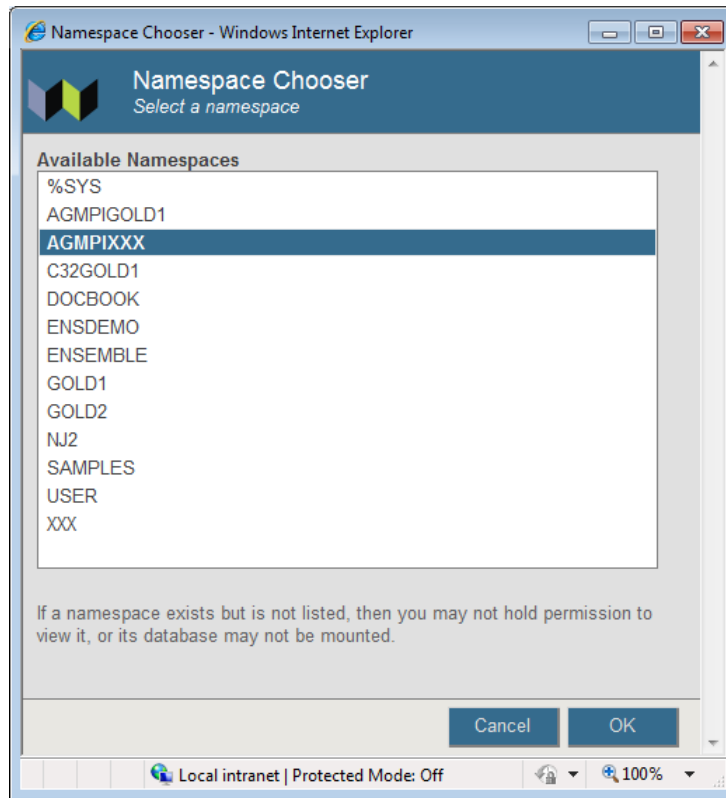 Namespace Chooser - Windows Internet Explorer
Namespace Chooser
Select a namespace
Available Namespaces
%SYS
AGMPIGOLD1
AGMPIXXX
C32GOLD1
DOCBOOK
ENSDEMO
ENSEMBLE
GOLD1
GOLD2
NJ2
SAMPLES
USER
XXX
If a namespace exists but is not listed, then you may not hold permission to
view it, or its database may not be mounted.
Cancel OK
Local intranet | Protected Mode: Off 100%